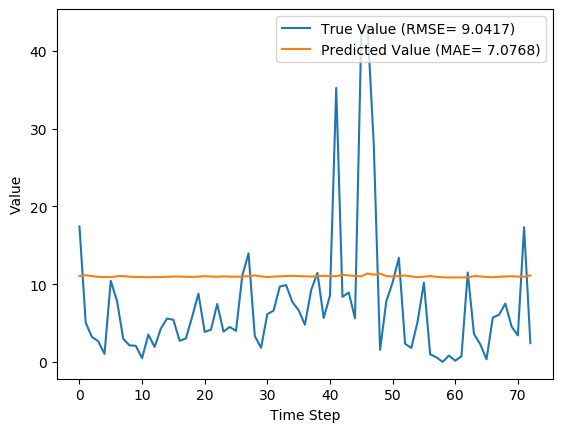 True Value (RMSE= 9.0417)
Predicted Value (MAE= 7.0768)
40
30
20
10
0
Value
0 10 20 30 40 50 60 70
Time Step